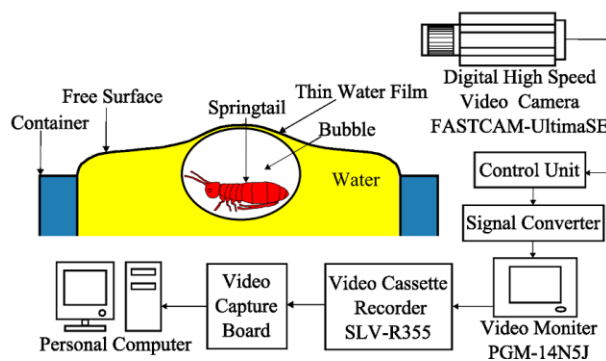 Digital High Speed
Video Camera
FASTCAM-UltimaSE
Free Surface
Thin Water Film
Springtail
Container
Bubble
Water
Control Unit
Signal Converter
Video Moniter
PGM-14N5J
Video Cassette
Recorder
SLV-R355
Video
Capture
Board
Personal Computer